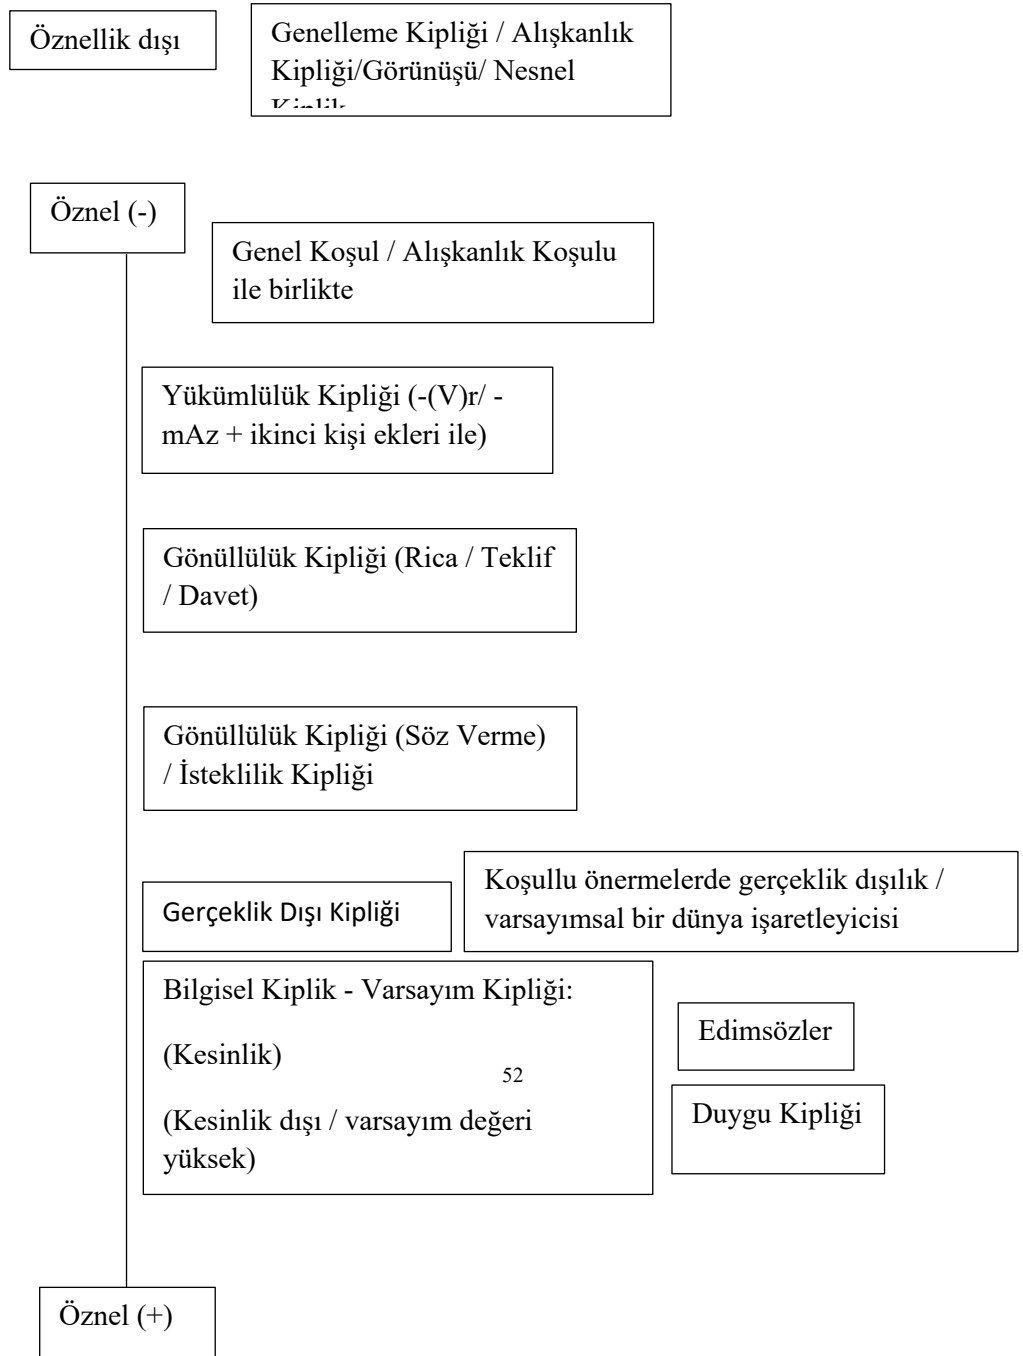 Öznellik dışı
Genelleme Kipliği / Alışkanlık
Kipliği/Görünüşü/ Nesnel
Kiplik
Öznel (-)
Genel Koşul / Alışkanlık Koşulu
ile birlikte
Yükümlülük Kipliği (-(V)r/ -
mAz + ikinci kişi ekleri ile)
Gönüllülük Kipliği (Rica / Teklif
/ Davet)
Gönüllülük Kipliği (Söz Verme)
/ İsteklilik Kipliği
Gerçeklik Dışı Kipliği
Koşullu önermelerde gerçeklik dışılık /
varsayımsal bir dünya işaretleyicisi
Bilgisel Kiplik - Varsayım Kipliği:
(Kesinlik)
52
(Kesinlik dışı / varsayım değeri
yüksek)
Edimsözler
Duygu Kipliği
Öznel (+)